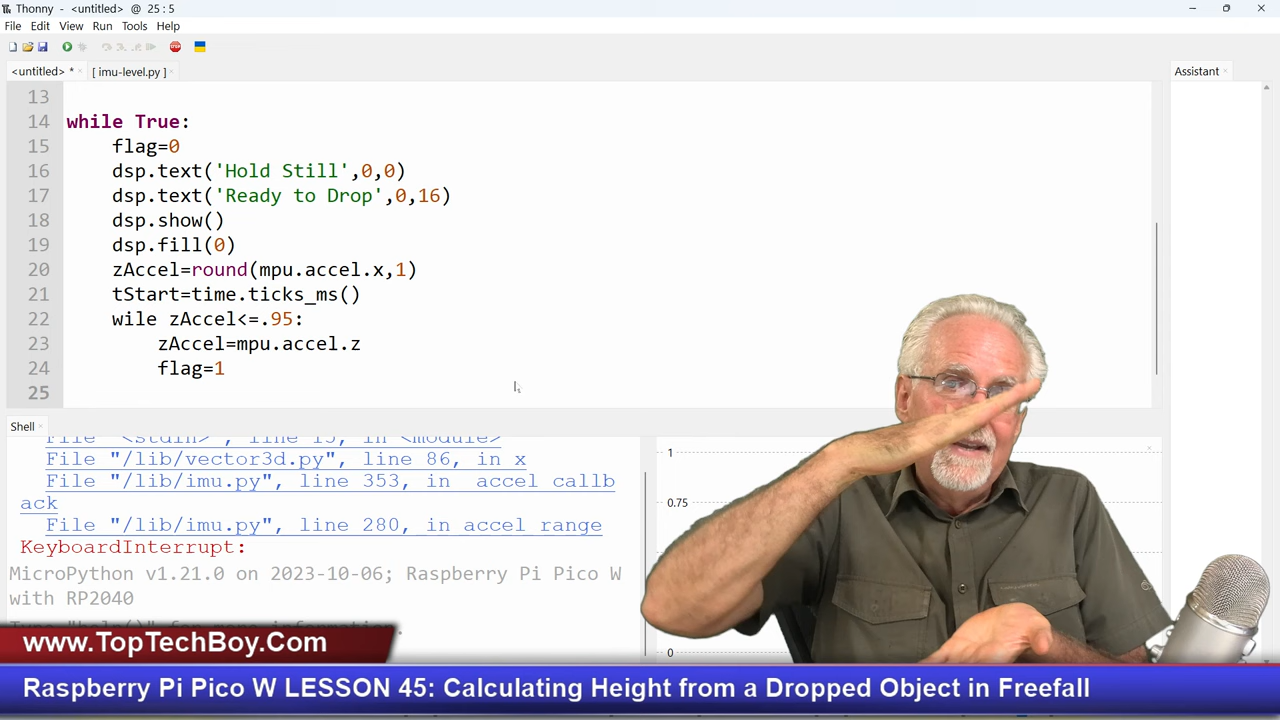 Thonny - <untitled> @ 25 : 5
File Edit View Run Tools Help
<untitled> * [ imu-level.py ] Assistant
13
14 while True:
15 flag=0
16 dsp.text('Hold Still',0,0)
17 dsp.text('Ready to Drop',0,16)
18 dsp.show()
19 dsp.fill(0)
20 zAccel=round(mpu.accel.x,1)
21 tStart=time.ticks_ms()
22 wile zAccel<=.95:
23 zAccel=mpu.accel.z
24 flag=1
25
Shell
File "<stdin>", line 15, in <module>
File "/lib/vector3d.py", line 86, in x
File "/lib/imu.py", line 353, in accel callb
ack
File "/lib/imu.py", line 280, in accel range
KeyboardInterrupt:
MicroPython v1.21.0 on 2023-10-06; Raspberry Pi Pico W
with RP2040
1
0.75
0
www.TopTechBoy.Com
Raspberry Pi Pico W LESSON 45: Calculating Height from a Dropped Object in Freefall